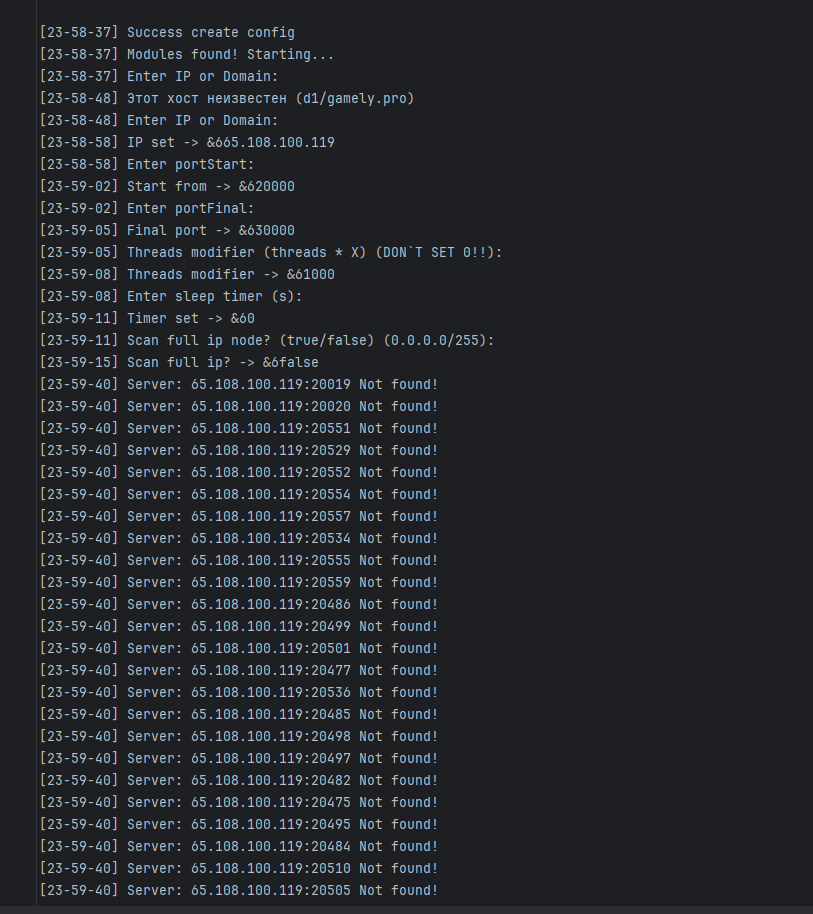 [23-58-37] Success create config
[23-58-37] Modules found! Starting...
[23-58-37] Enter IP or Domain:
[23-58-48] Этот хост неизвестен (d1/gamely.pro)
[23-58-48] Enter IP or Domain:
[23-58-58] IP set -> &665.108.100.119
[23-58-58] Enter portStart:
[23-59-02] Start from -> &620000
[23-59-02] Enter portFinal:
[23-59-05] Final port -> &630000
[23-59-05] Threads modifier (threads * X) (DON`T SET 0!!):
[23-59-08] Threads modifier -> &61000
[23-59-08] Enter sleep timer (s):
[23-59-11] Timer set -> &60
[23-59-11] Scan full ip node? (true/false) (0.0.0.0/255):
[23-59-15] Scan full ip? -> &6false
[23-59-40] Server: 65.108.100.119:20019 Not found!
[23-59-40] Server: 65.108.100.119:20020 Not found!
[23-59-40] Server: 65.108.100.119:20551 Not found!
[23-59-40] Server: 65.108.100.119:20529 Not found!
[23-59-40] Server: 65.108.100.119:20552 Not found!
[23-59-40] Server: 65.108.100.119:20554 Not found!
[23-59-40] Server: 65.108.100.119:20557 Not found!
[23-59-40] Server: 65.108.100.119:20534 Not found!
[23-59-40] Server: 65.108.100.119:20555 Not found!
[23-59-40] Server: 65.108.100.119:20559 Not found!
[23-59-40] Server: 65.108.100.119:20486 Not found!
[23-59-40] Server: 65.108.100.119:20499 Not found!
[23-59-40] Server: 65.108.100.119:20501 Not found!
[23-59-40] Server: 65.108.100.119:20477 Not found!
[23-59-40] Server: 65.108.100.119:20536 Not found!
[23-59-40] Server: 65.108.100.119:20485 Not found!
[23-59-40] Server: 65.108.100.119:20498 Not found!
[23-59-40] Server: 65.108.100.119:20497 Not found!
[23-59-40] Server: 65.108.100.119:20482 Not found!
[23-59-40] Server: 65.108.100.119:20475 Not found!
[23-59-40] Server: 65.108.100.119:20495 Not found!
[23-59-40] Server: 65.108.100.119:20484 Not found!
[23-59-40] Server: 65.108.100.119:20510 Not found!
[23-59-40] Server: 65.108.100.119:20505 Not found!